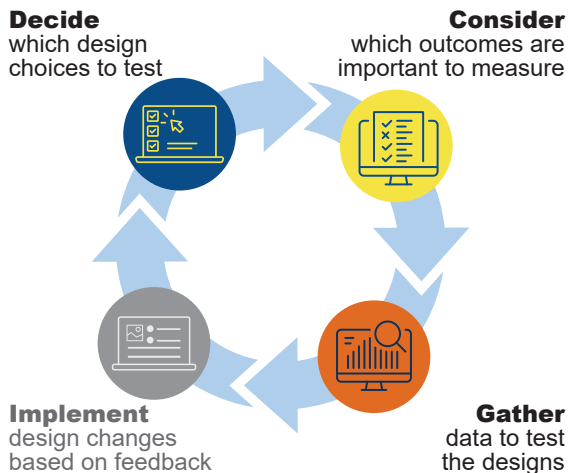 Decide
which design
choices to test
Consider
which outcomes are
important to measure
Implement
design changes
based on feedback
Gather
data to test
the designs